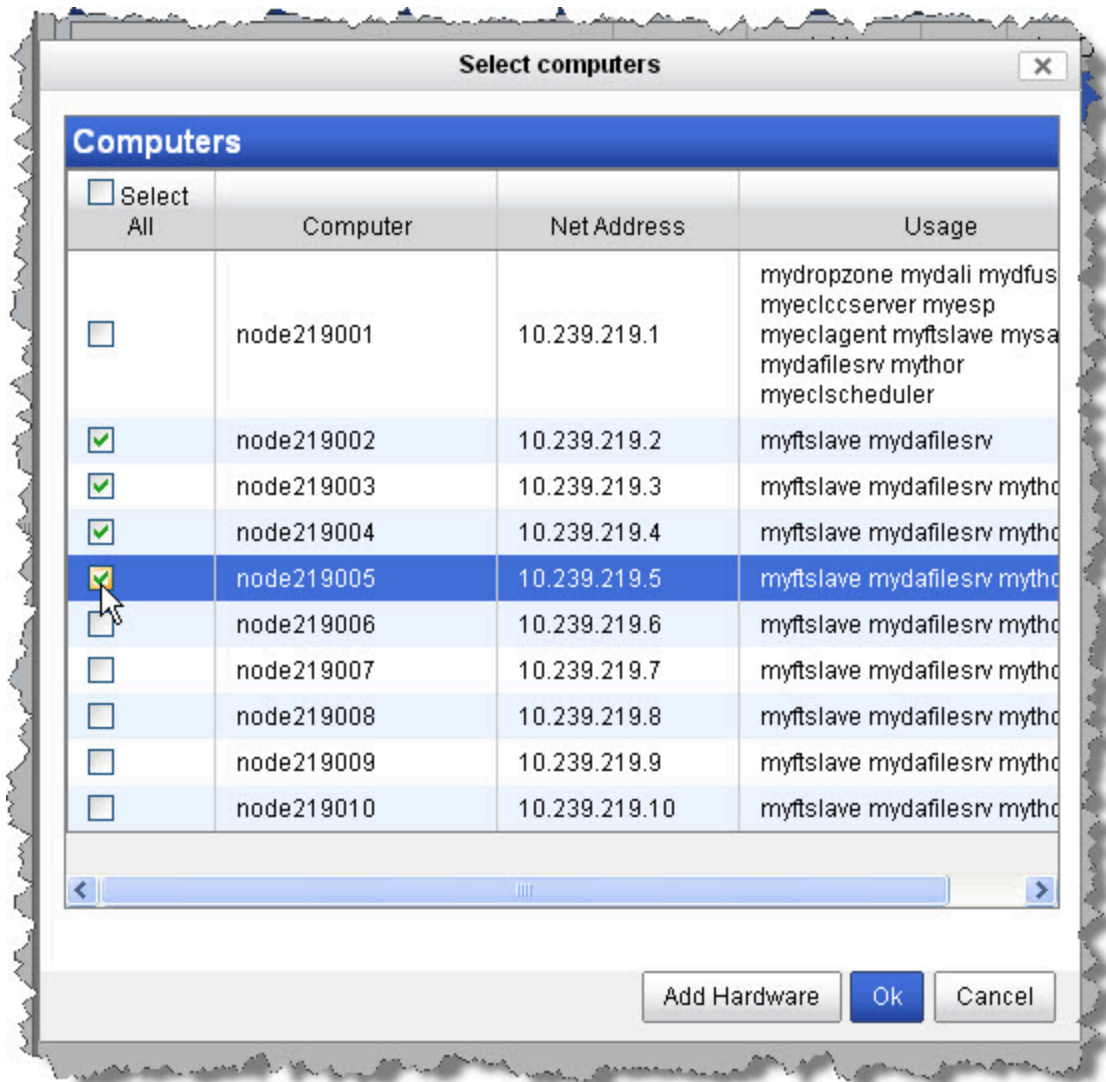 Select computers
Computers
Select All Computer Net Address Usage
node219001 10.239.219.1 mydropzone mydali mydfus
myeclccserver myesp
myeclagent myftslave mysa
mydafilesrv mythor
myeclscheduler
node219002 10.239.219.2 myftslave mydafilesrv
node219003 10.239.219.3 myftslave mydafilesrv mytho
node219004 10.239.219.4 myftslave mydafilesrv mytho
node219005 10.239.219.5 myftslave mydafilesrv mytho
node219006 10.239.219.6 myftslave mydafilesrv mytho
node219007 10.239.219.7 myftslave mydafilesrv mytho
node219008 10.239.219.8 myftslave mydafilesrv mytho
node219009 10.239.219.9 myftslave mydafilesrv mytho
node219010 10.239.219.10 myftslave mydafilesrv mytho
Add Hardware Ok Cancel